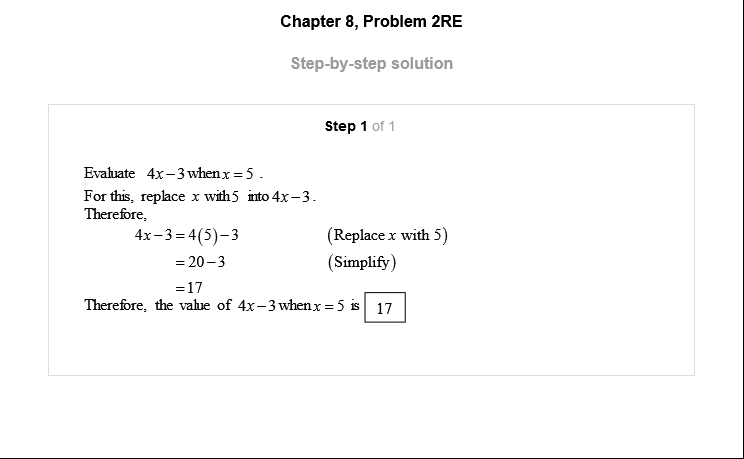 Chapter 8, Problem 2RE
Step-by-step solution
Step 1 of 1
Evaluate 4x−3 when x = 5 .
For this, replace x with 5 into 4x−3.
Therefore,
4x−3 = 4(5)−3 (Replace x with 5)
= 20−3 (Simplify)
= 17
Therefore, the value of 4x−3 when x = 5 is 17